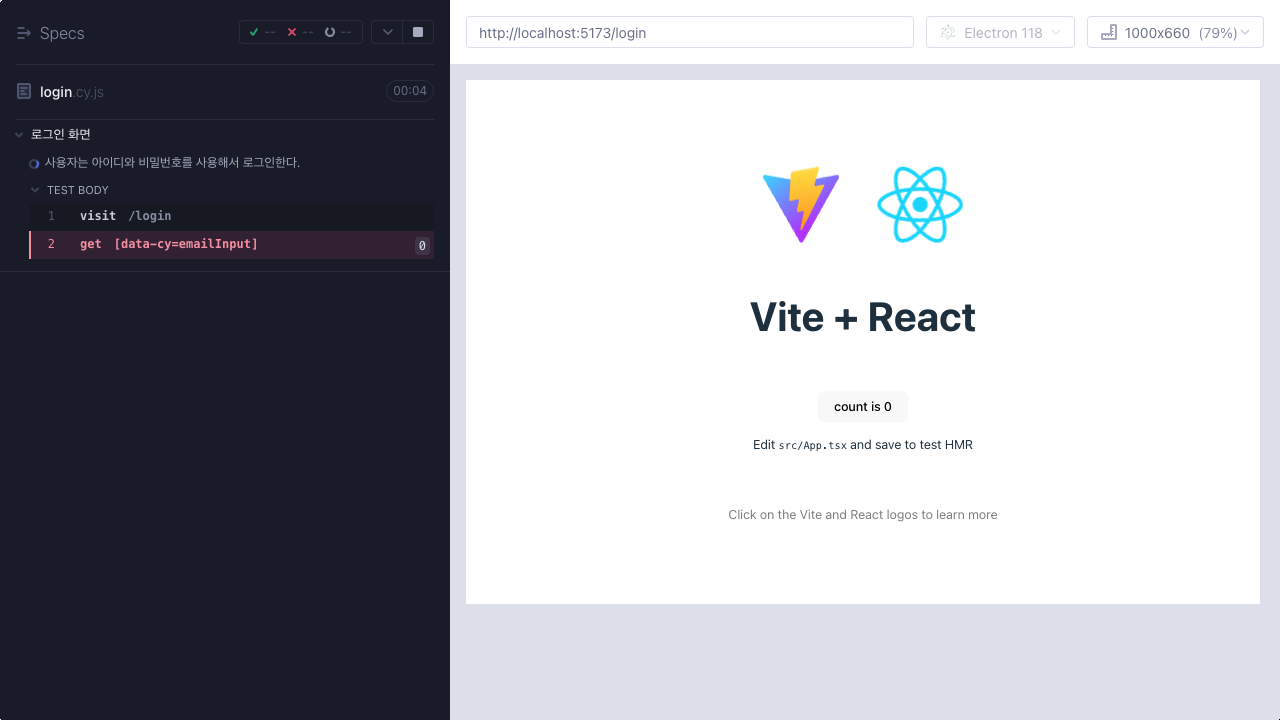 Specs
-- -- --
login.cy.js 00:04
로그인 화면
사용자는 아이디와 비밀번호를 사용해서 로그인한다.
TEST BODY
1 visit /login
2 get [data-cy=emailInput] 0
http://localhost:5173/login Electron 118 1000x660 (79%)
Vite + React
count is 0
Edit src/App.tsx and save to test HMR
Click on the Vite and React logos to learn more